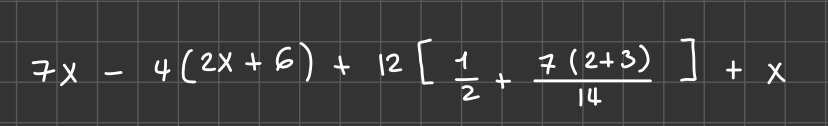 7x - 4(2x + 6) + 12 [ 1/2 + 7(2+3)/14 ] + x